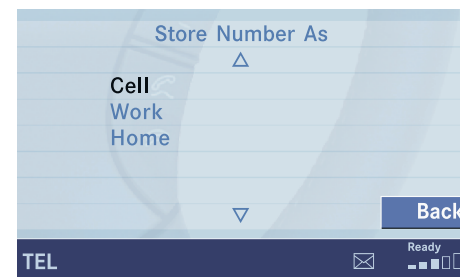 Store Number As
Cell
Work
Home
Back
TEL
Ready